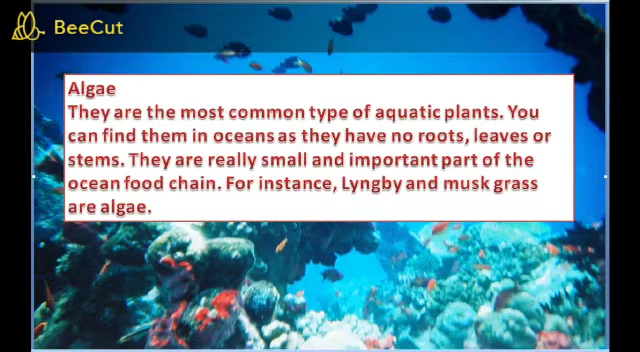 BeeCut
Algae
They are the most common type of aquatic plants. You
can find them in oceans as they have no roots, leaves or
stems. They are really small and important part of the
ocean food chain. For instance, Lyngby and musk grass
are algae.